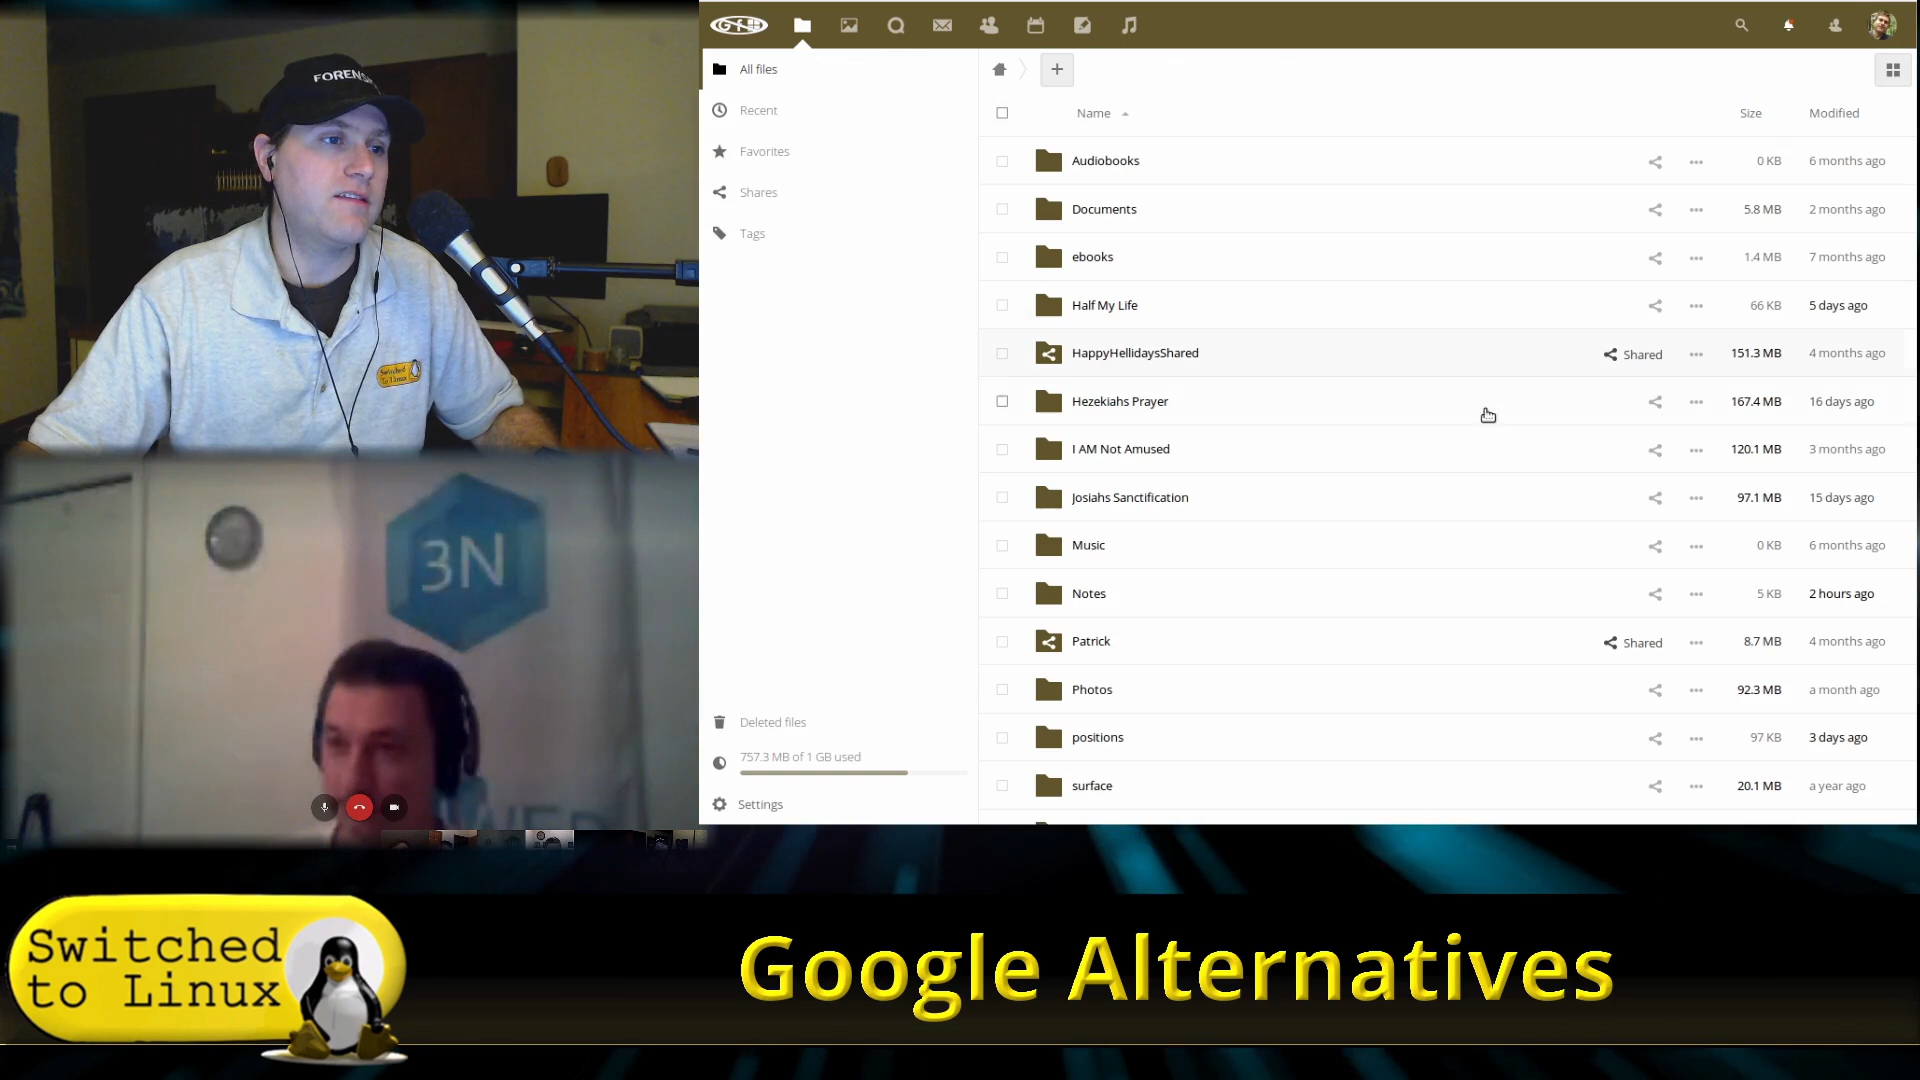 FORENS
Switched
To Linux
3N
All files
Recent
Favorites
Shares
Tags
Deleted files
757.3 MB of 1 GB used
Settings
Name
Size
Modified
Audiobooks 0 KB 6 months ago
Documents 5.8 MB 2 months ago
ebooks 1.4 MB 7 months ago
Half My Life 66 KB 5 days ago
HappyHellidaysShared Shared 151.3 MB 4 months ago
Hezekiahs Prayer 167.4 MB 16 days ago
I AM Not Amused 120.1 MB 3 months ago
Josiahs Sanctification 97.1 MB 15 days ago
Music 0 KB 6 months ago
Notes 5 KB 2 hours ago
Patrick Shared 8.7 MB 4 months ago
Photos 92.3 MB a month ago
positions 97 KB 3 days ago
surface 20.1 MB a year ago
Switched
to Linux
Google Alternatives